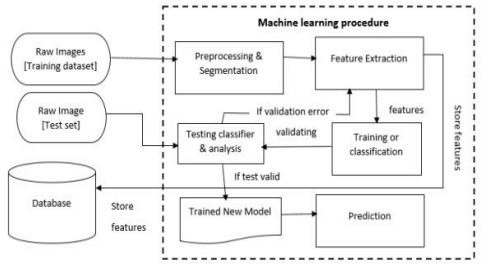 Machine learning procedure
Raw Images
[Training dataset]
Preprocessing &
Segmentation
Feature Extraction
Raw Image
[Test set]
If validation error
features
Store features
Testing classifier
& analysis
validating
Training or
classification
If test valid
Database
Store
features
Trained New Model
Prediction